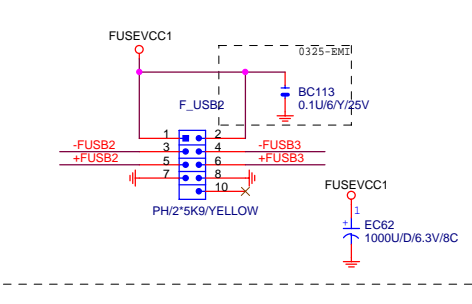 FUSEVCC1
0325-EMI
BC113
0.1U/6/Y/25V
F_USB2
1 2
-FUSB2 3 4 -FUSB3
+FUSB2 5 6 +FUSB3
7 8
10
PH/2*5K9/YELLOW
FUSEVCC1
1
+ EC62
1000U/D/6.3V/8C